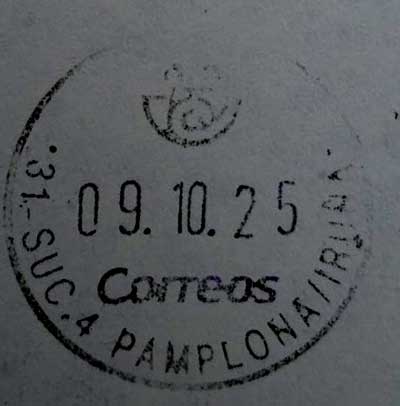 09.10.25
Correos
31-SUC.4 PAMPLONA/IRUÑA